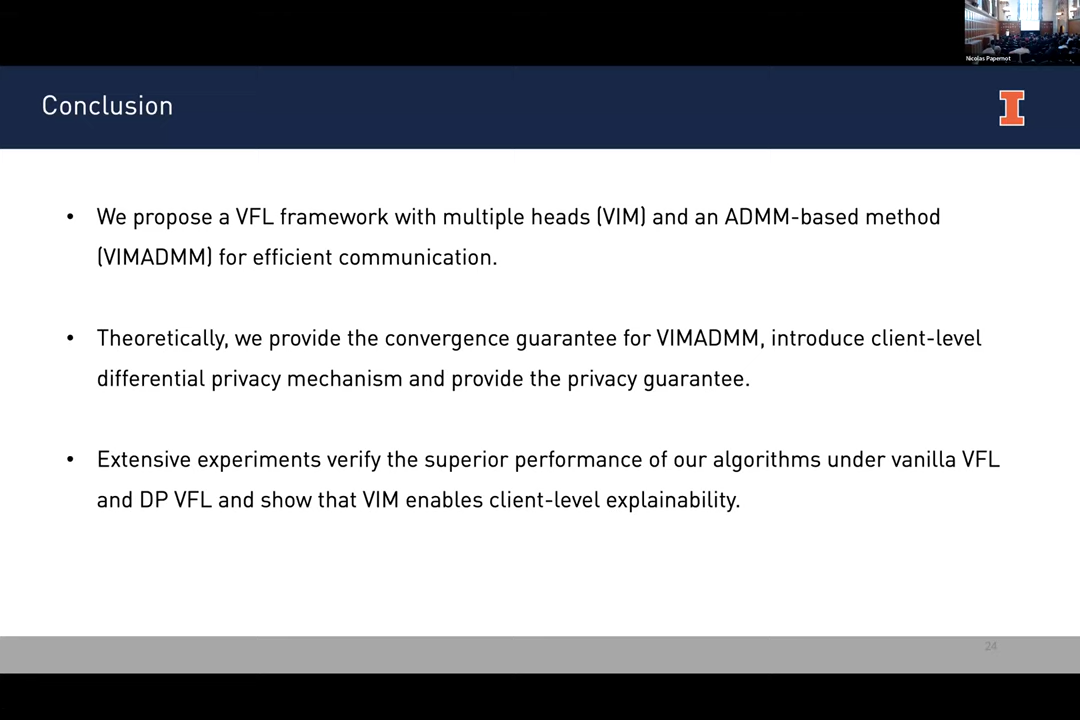 Nicolas Papernot
Conclusion
• We propose a VFL framework with multiple heads (VIM) and an ADMM-based method
(VIMADMM) for efficient communication.
• Theoretically, we provide the convergence guarantee for VIMADMM, introduce client-level
differential privacy mechanism and provide the privacy guarantee.
• Extensive experiments verify the superior performance of our algorithms under vanilla VFL
and DP VFL and show that VIM enables client-level explainability.
24